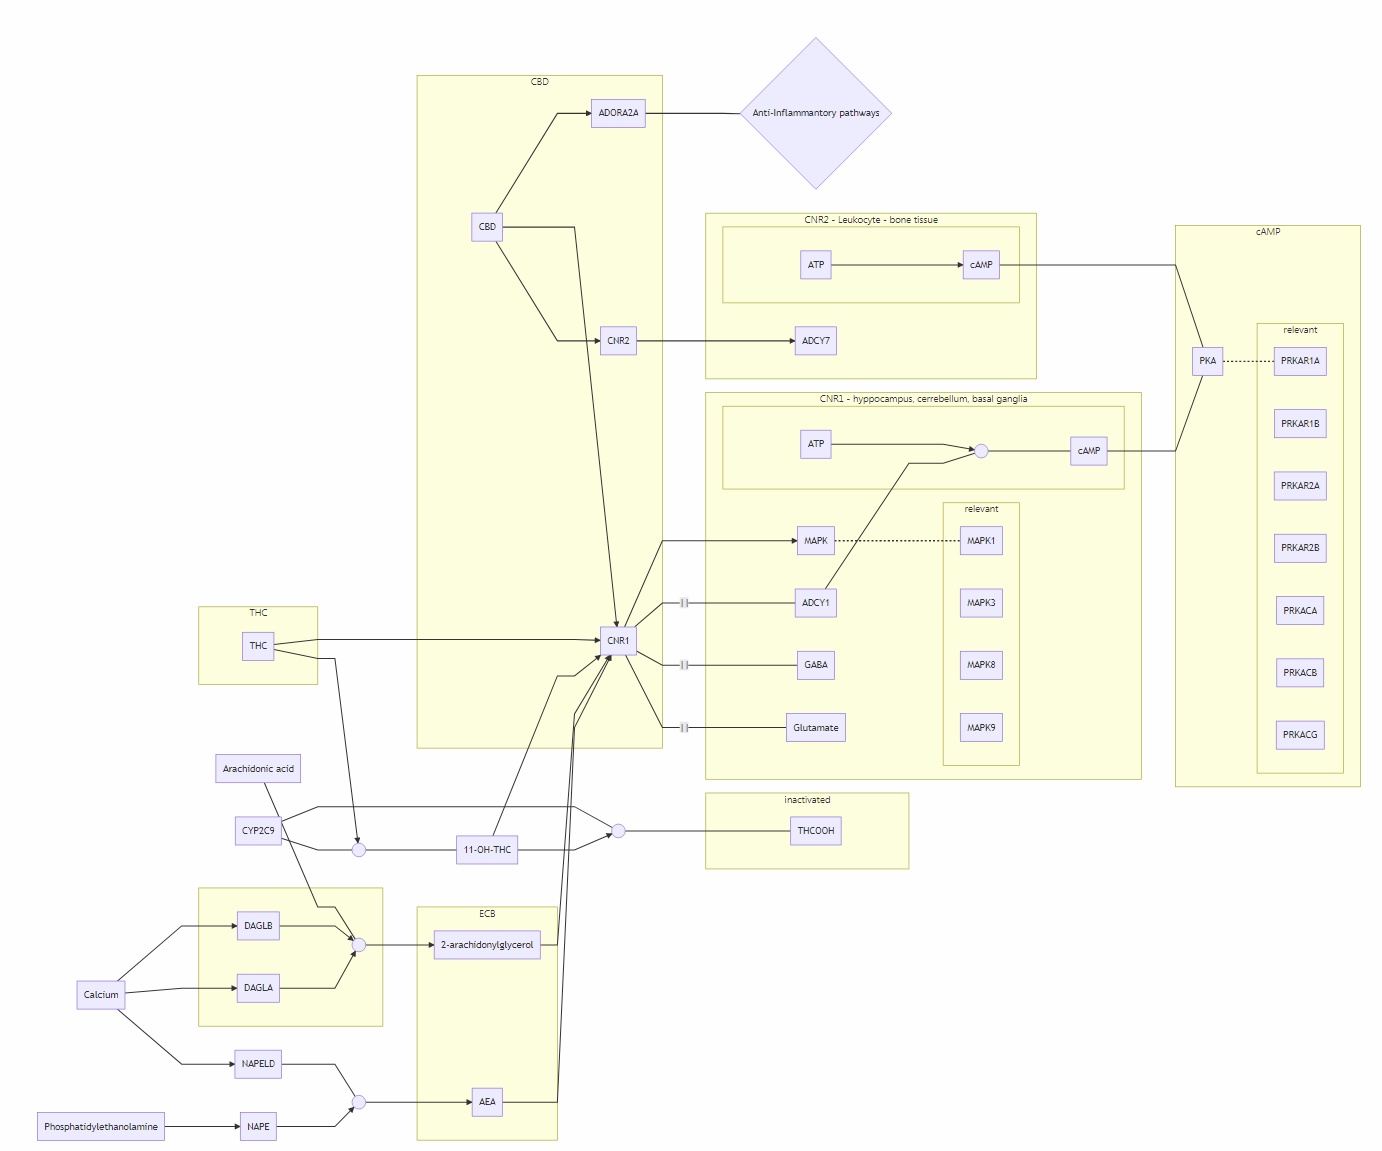 CBD
ADORA2A
Anti-Inflammantory pathways
CBD
CNR2
CNR1
CNR2 - Leukocyte - bone tissue
ATP
cAMP
ADCY7
CNR1 - hyppocampus, cerrebellum, basal ganglia
ATP
cAMP
MAPK
ADCY1
GABA
Glutamate
relevant
MAPK1
MAPK3
MAPK8
MAPK9
cAMP
PKA
relevant
PRKAR1A
PRKAR1B
PRKAR2A
PRKAR2B
PRKACA
PRKACB
PRKACG
THC
THC
Arachidonic acid
CYP2C9
11-OH-THC
inactivated
THCOOH
DAGLB
DAGLA
Calcium
NAPELD
Phosphatidylethanolamine
NAPE
ECB
2-arachidonylglycerol
AEA